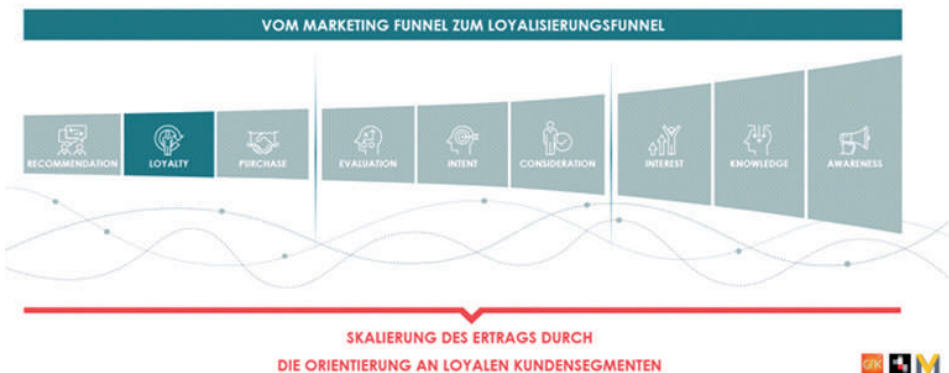 VOM MARKETING FUNNEL ZUM LOYALISIERUNGSFUNNEL
RECOMMENDATION
LOYALTY
PURCHASE
EVALUATION
INTENT
CONSIDERATION
INTEREST
KNOWLEDGE
AWARENESS
SKALIERUNG DES ERTRAGS DURCH
DIE ORIENTIERUNG AN LOYALEN KUNDENSEGMENTEN
GfK
M